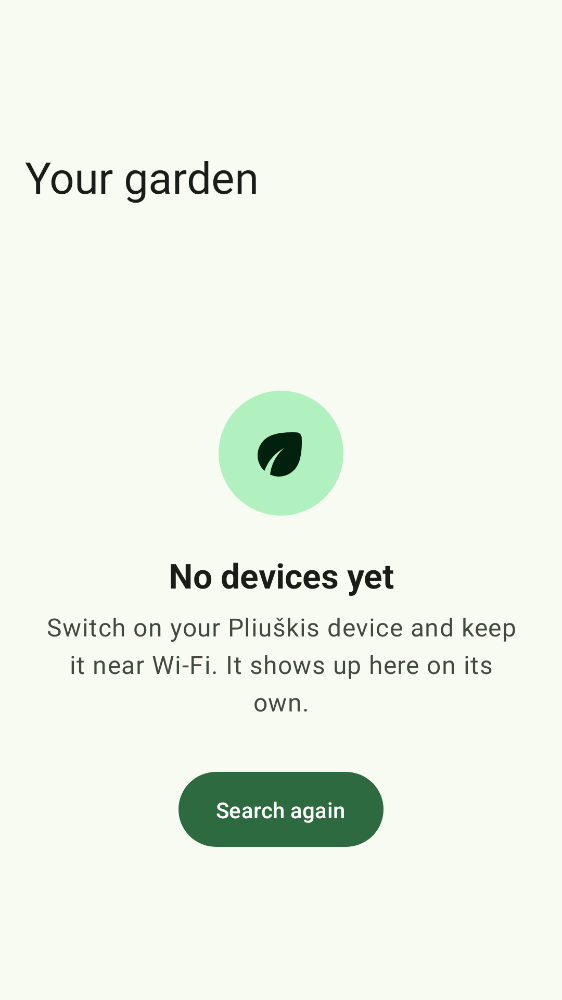 Your garden
No devices yet
Switch on your Pliuškis device and keep
it near Wi-Fi. It shows up here on its
own.
Search again